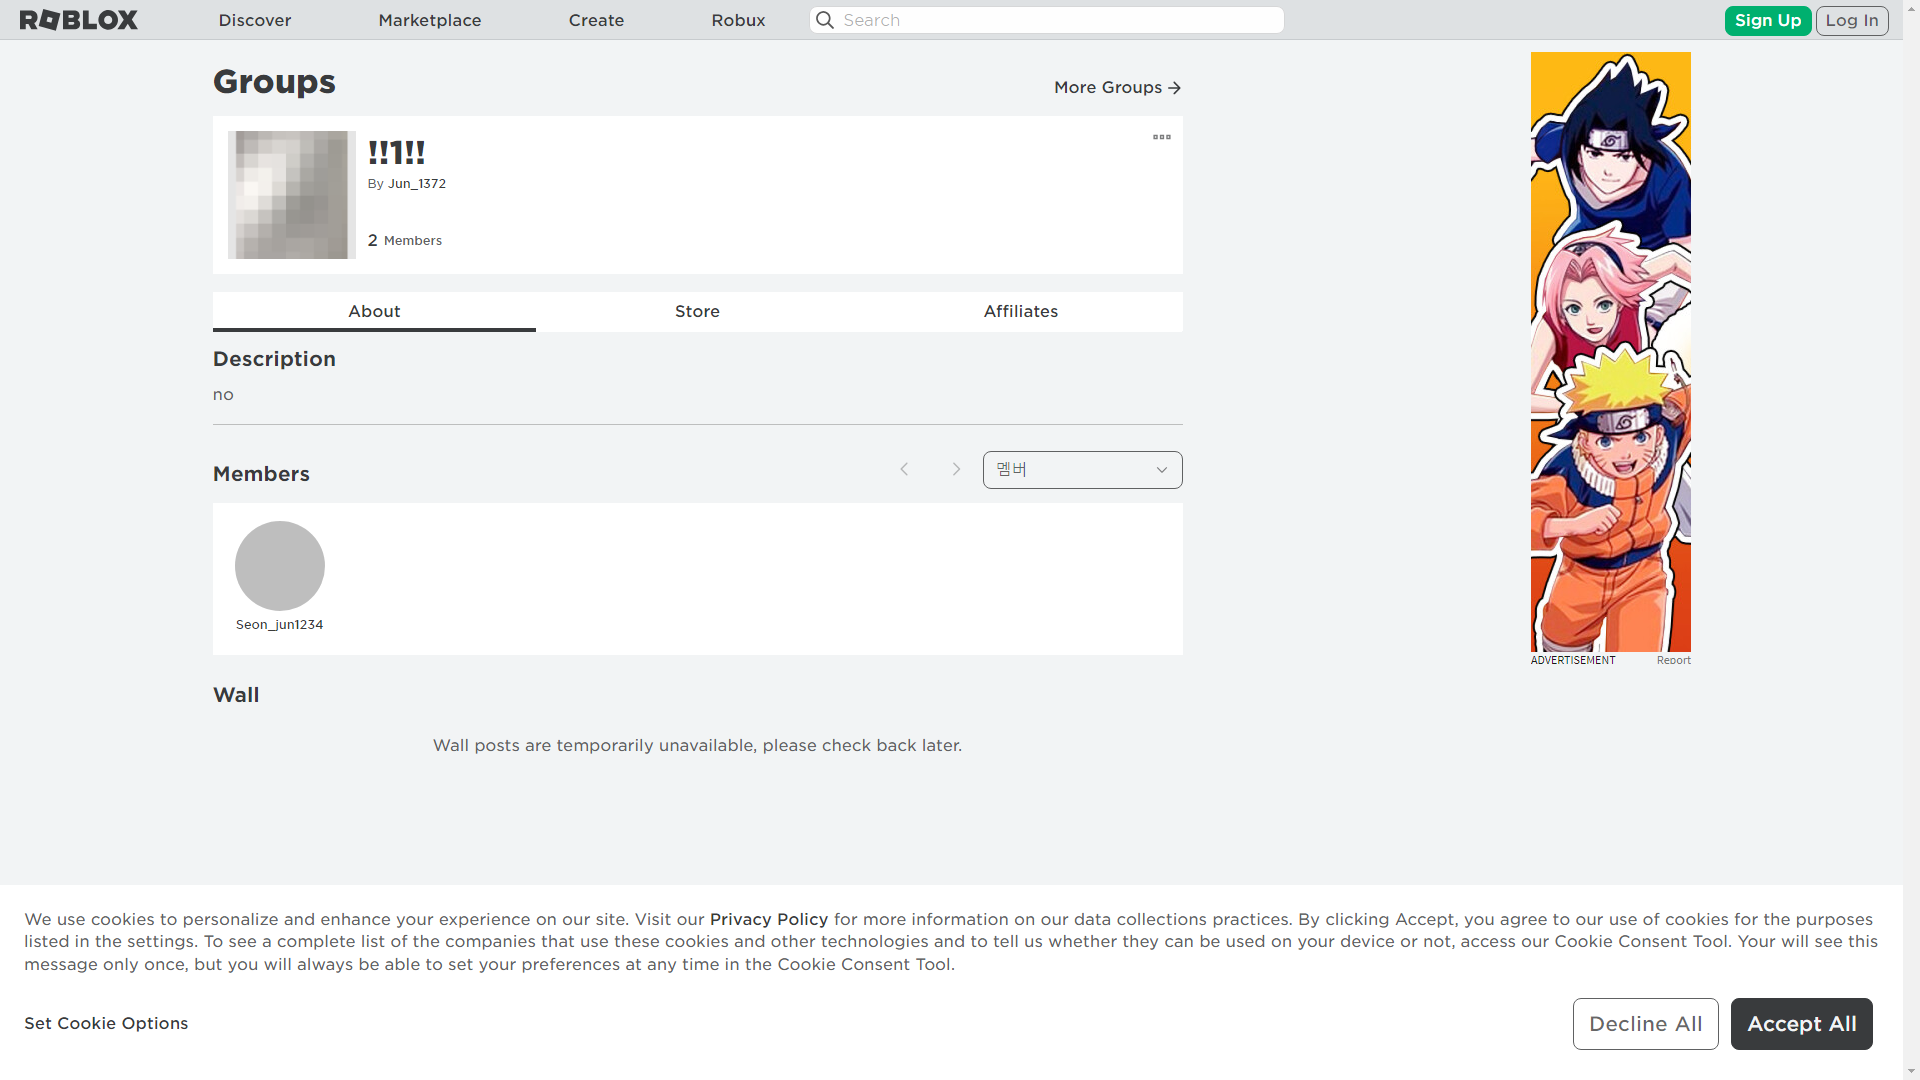 ROBLOX
Discover
Marketplace
Create
Robux
Search
Sign Up
Log In
Groups
More Groups
!!1!!
By Jun_1372
2 Members
About
Store
Affiliates
Description
no
Members
멤버
Seon_jun1234
ADVERTISEMENT
Report
Wall
Wall posts are temporarily unavailable, please check back later.
We use cookies to personalize and enhance your experience on our site. Visit our Privacy Policy for more information on our data collections practices. By clicking Accept, you agree to our use of cookies for the purposes
listed in the settings. To see a complete list of the companies that use these cookies and other technologies and to tell us whether they can be used on your device or not, access our Cookie Consent Tool. Your will see this
message only once, but you will always be able to set your preferences at any time in the Cookie Consent Tool.
Set Cookie Options
Decline All
Accept All